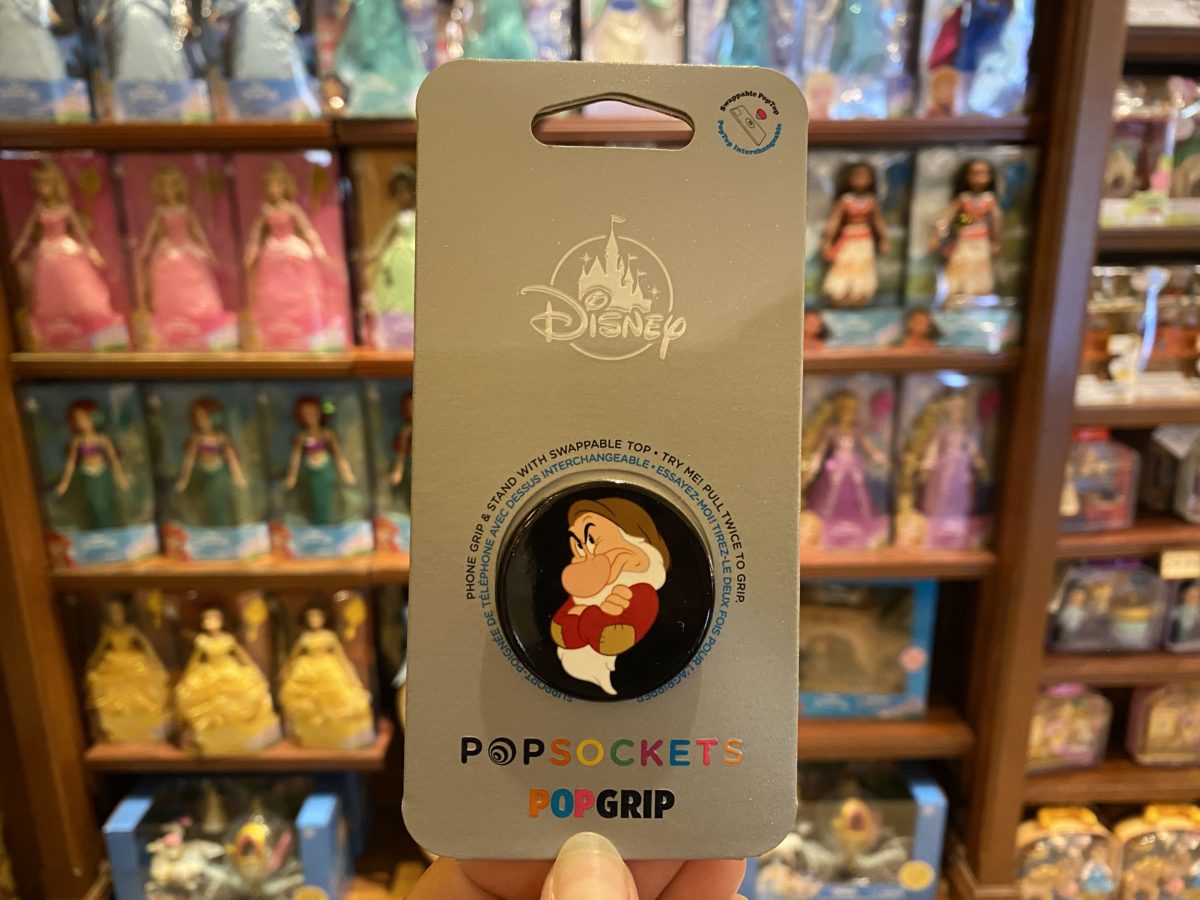 Swappable PopTop
PopTop Interchangeable
Disney
PHONE GRIP & STAND WITH SWAPPABLE TOP • TRY ME! PULL TWICE TO GRIP.
SUPPORT-POIGNÉE DE TÉLÉPHONE AVEC DESSUS INTERCHANGEABLE • ESSAYEZ-MOI! TIREZ-LE DEUX FOIS POUR L'AGRIPPER
POPSOCKETS
POPGRIP